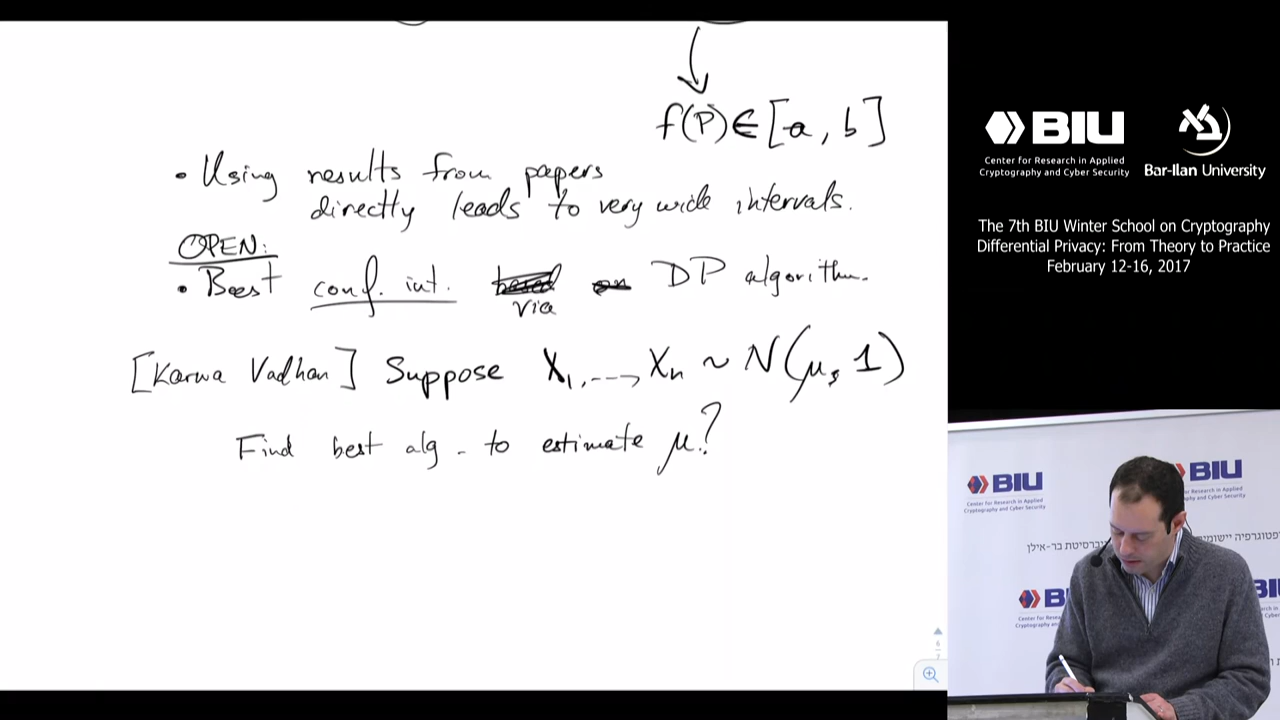 f(P) ∈ [a, b]
• Using results from papers
directly leads to very wide intervals.
OPEN:
• Best conf. int. via DP algorithm.
[Karwa Vadhan] Suppose X₁, ..., Xₙ ~ N(μ, 1)
Find best alg. to estimate μ?
BIU
Center for Research in Applied
Cryptography and Cyber Security
Bar-Ilan University
The 7th BIU Winter School on Cryptography
Differential Privacy: From Theory to Practice
February 12-16, 2017
BIU
Center for Research in Applied
Cryptography and Cyber Security
BIU